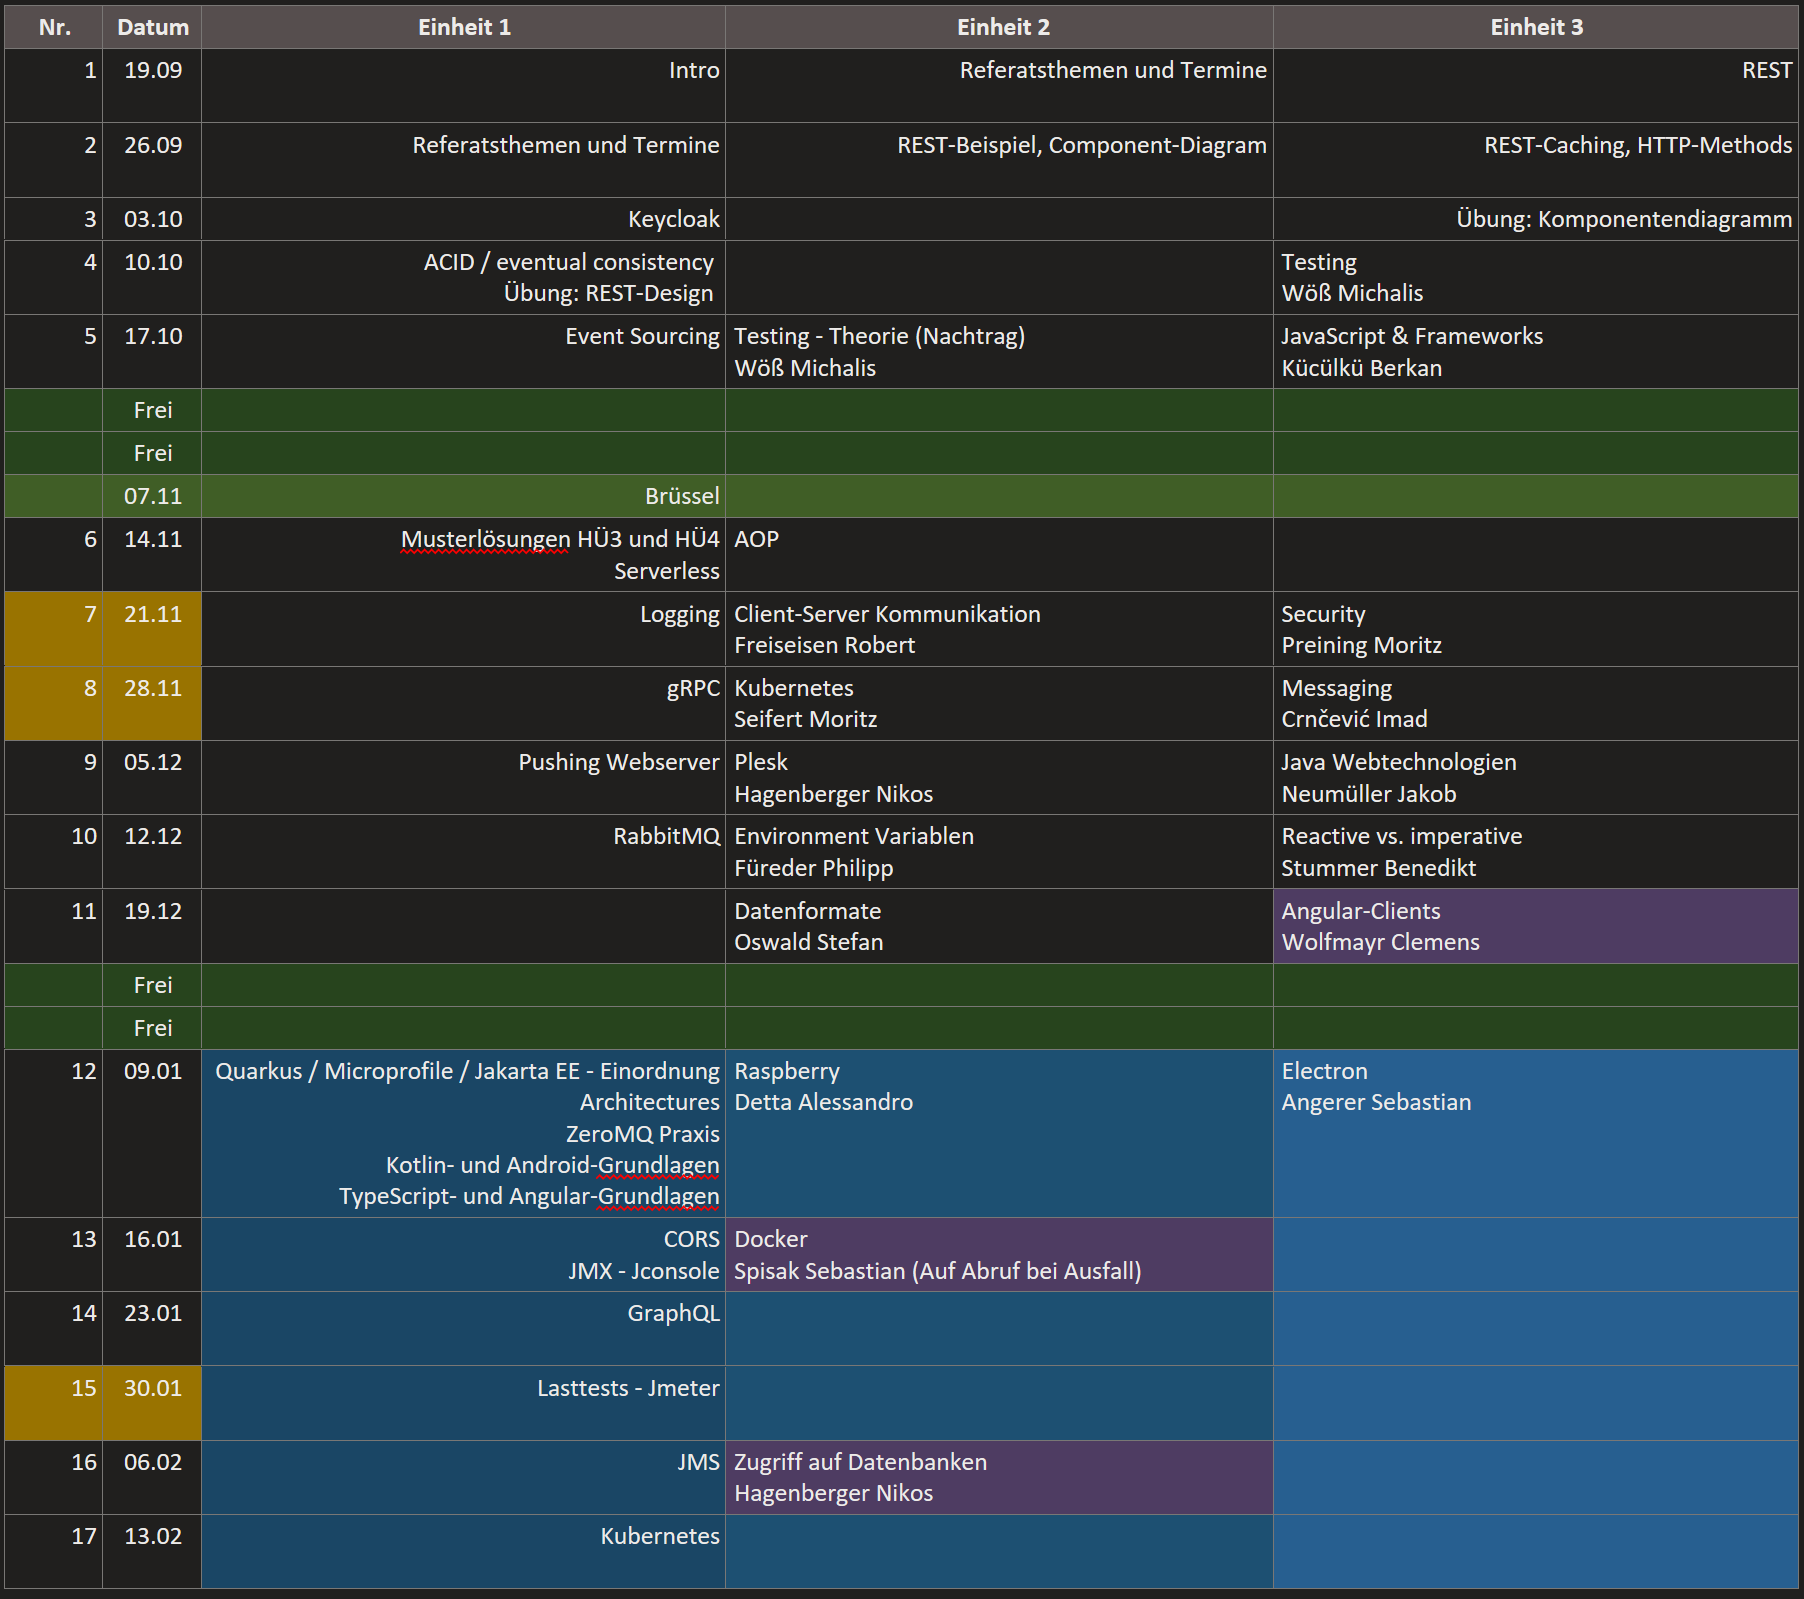 Nr. Datum Einheit 1 Einheit 2 Einheit 3
1 19.09 Intro Referatsthemen und Termine REST
2 26.09 Referatsthemen und Termine REST-Beispiel, Component-Diagram REST-Caching, HTTP-Methods
3 03.10 Keycloak Übung: Komponentendiagramm
4 10.10 ACID / eventual consistency Testing
Übung: REST-Design Wöß Michalis
5 17.10 Event Sourcing Testing - Theorie (Nachtrag) JavaScript & Frameworks
Wöß Michalis Kücülkü Berkan
Frei
Frei
07.11 Brüssel
6 14.11 Musterlösungen HÜ3 und HÜ4 AOP
Serverless
7 21.11 Logging Client-Server Kommunikation Security
Freiseisen Robert Preining Moritz
8 28.11 gRPC Kubernetes Messaging
Seifert Moritz Crnčević Imad
9 05.12 Pushing Webserver Plesk Java Webtechnologien
Hagenberger Nikos Neumüller Jakob
10 12.12 RabbitMQ Environment Variablen Reactive vs. imperative
Füreder Philipp Stummer Benedikt
11 19.12 Datenformate Angular-Clients
Oswald Stefan Wolfmayr Clemens
Frei
Frei
12 09.01 Quarkus / Microprofile / Jakarta EE - Einordnung Raspberry Electron
Architectures Detta Alessandro Angerer Sebastian
ZeroMQ Praxis
Kotlin- und Android-Grundlagen
TypeScript- und Angular-Grundlagen
13 16.01 CORS Docker
JMX - Jconsole Spisak Sebastian (Auf Abruf bei Ausfall)
14 23.01 GraphQL
15 30.01 Lasttests - Jmeter
16 06.02 JMS Zugriff auf Datenbanken
Hagenberger Nikos
17 13.02 Kubernetes